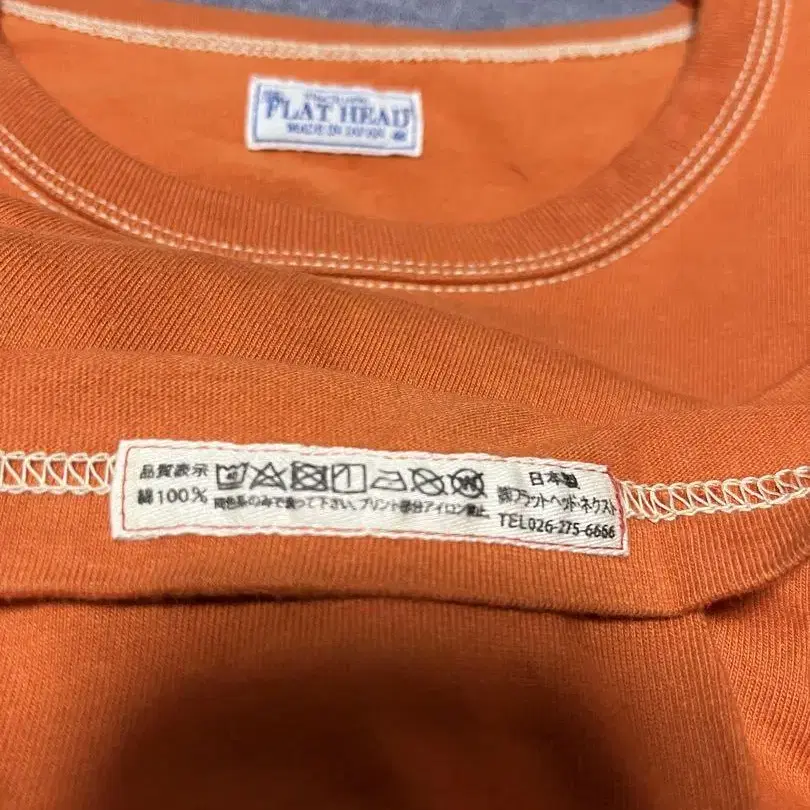 FLAT HEAD
MADE IN JAPAN
品質表示
綿100%
同色系のみで洗って下さい。プリント部分アイロン禁止
日本製
㈱フラットヘッド・ネクスト
TEL026-275-6666